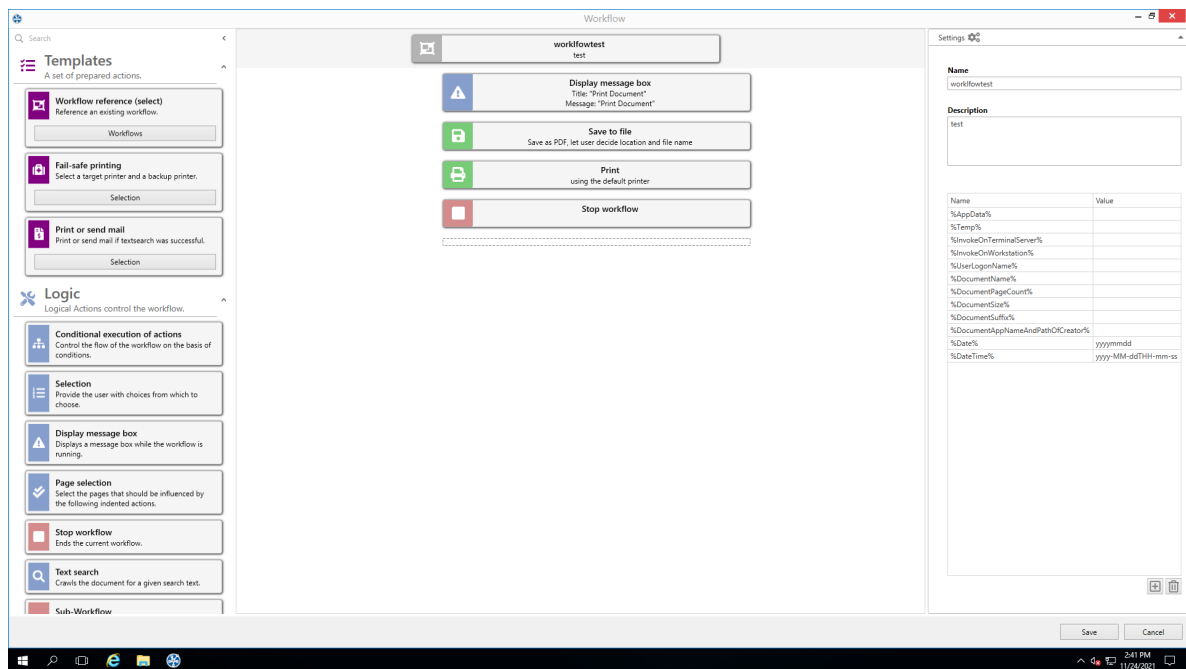 Workflow
Search
Templates
A set of prepared actions.
Workflow reference (select)
Reference an existing workflow.
Workflows
Fail-safe printing
Select a target printer and a backup printer.
Selection
Print or send mail
Print or send mail if textsearch was successful.
Selection
Logic
Logical Actions control the workflow.
Conditional execution of actions
Control the flow of the workflow on the basis of
conditions.
Selection
Provide the user with choices from which to
choose.
Display message box
Displays a message box while the workflow is
running.
Page selection
Select the pages that should be influenced by
the following indented actions.
Stop workflow
Ends the current workflow.
Text search
Crawls the document for a given search text.
Sub-Workflow
worklfowtest
test
Display message box
Title: "Print Document"
Message: "Print Document"
Save to file
Save as PDF, let user decide location and file name
Print
using the default printer
Stop workflow
Settings
Name
worklfowtest
Description
test
Name Value
%AppData%
%Temp%
%InvokeOnTerminalServer%
%InvokeOnWorkstation%
%UserLogonName%
%DocumentName%
%DocumentPageCount%
%DocumentSize%
%DocumentSuffix%
%DocumentAppNameAndPathOfCreator%
%Date% yyyymmdd
%DateTime% yyyy-MM-ddTHH-mm-ss
Save Cancel
2:41 PM
11/24/2021